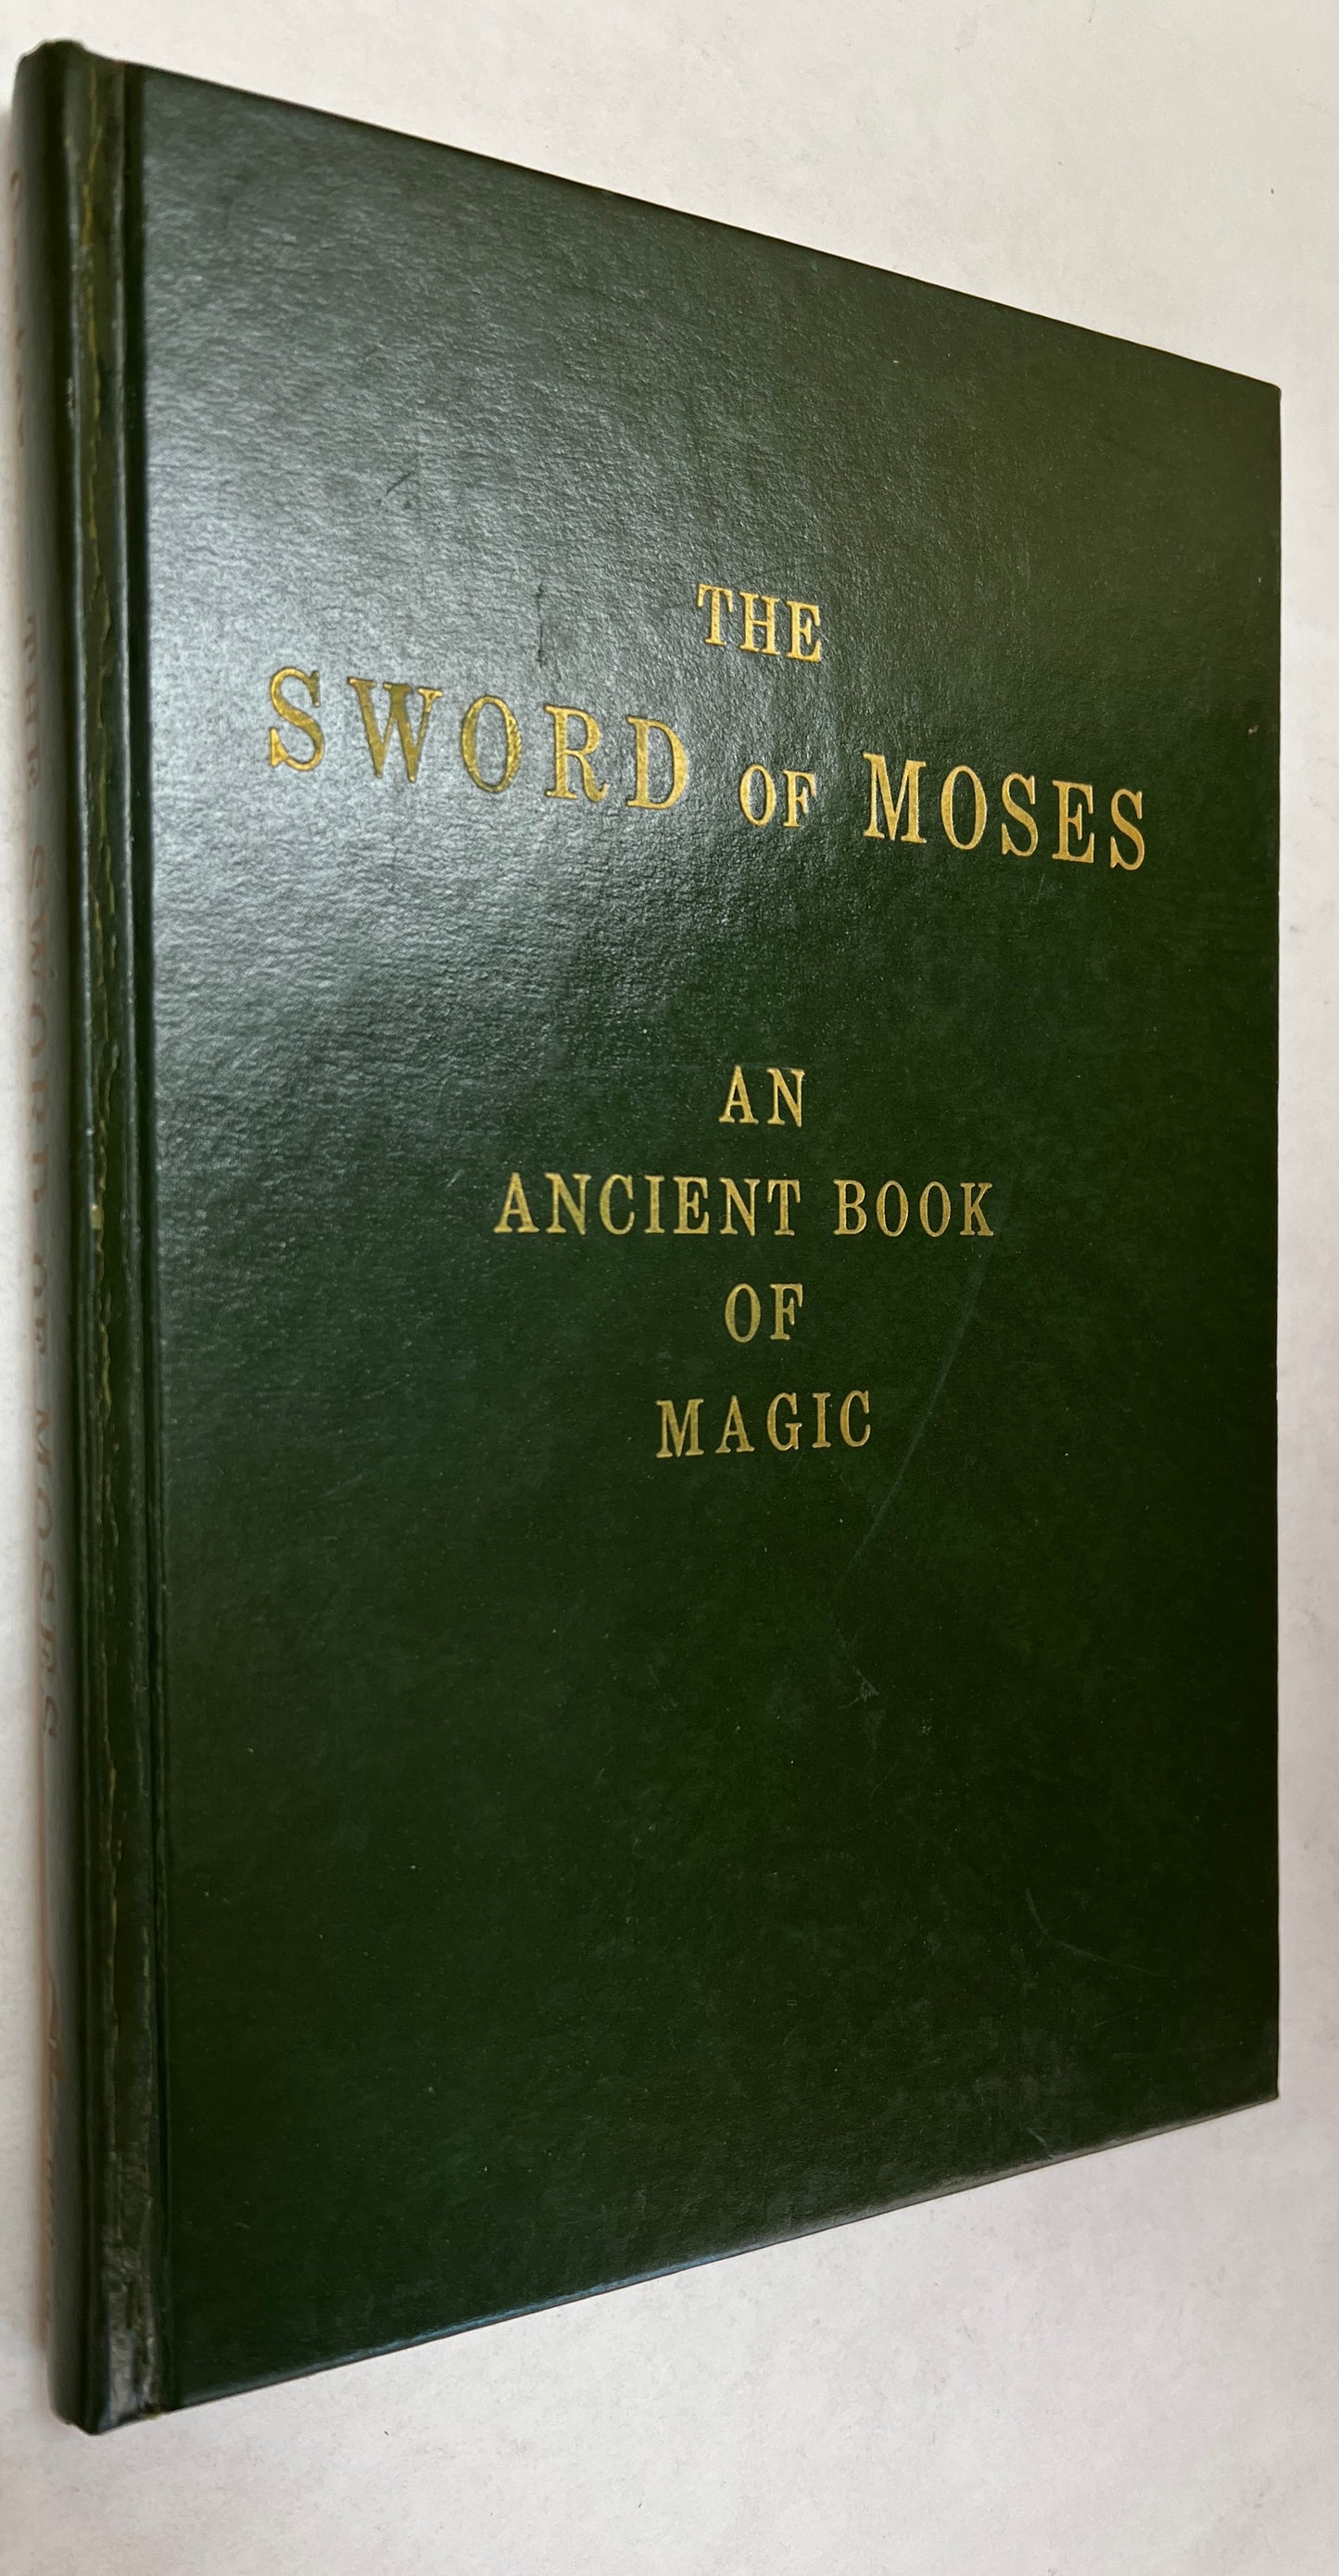 THE
SWORD OF MOSES
AN
ANCIENT BOOK
OF
MAGIC
THE SWORD OF MOSES